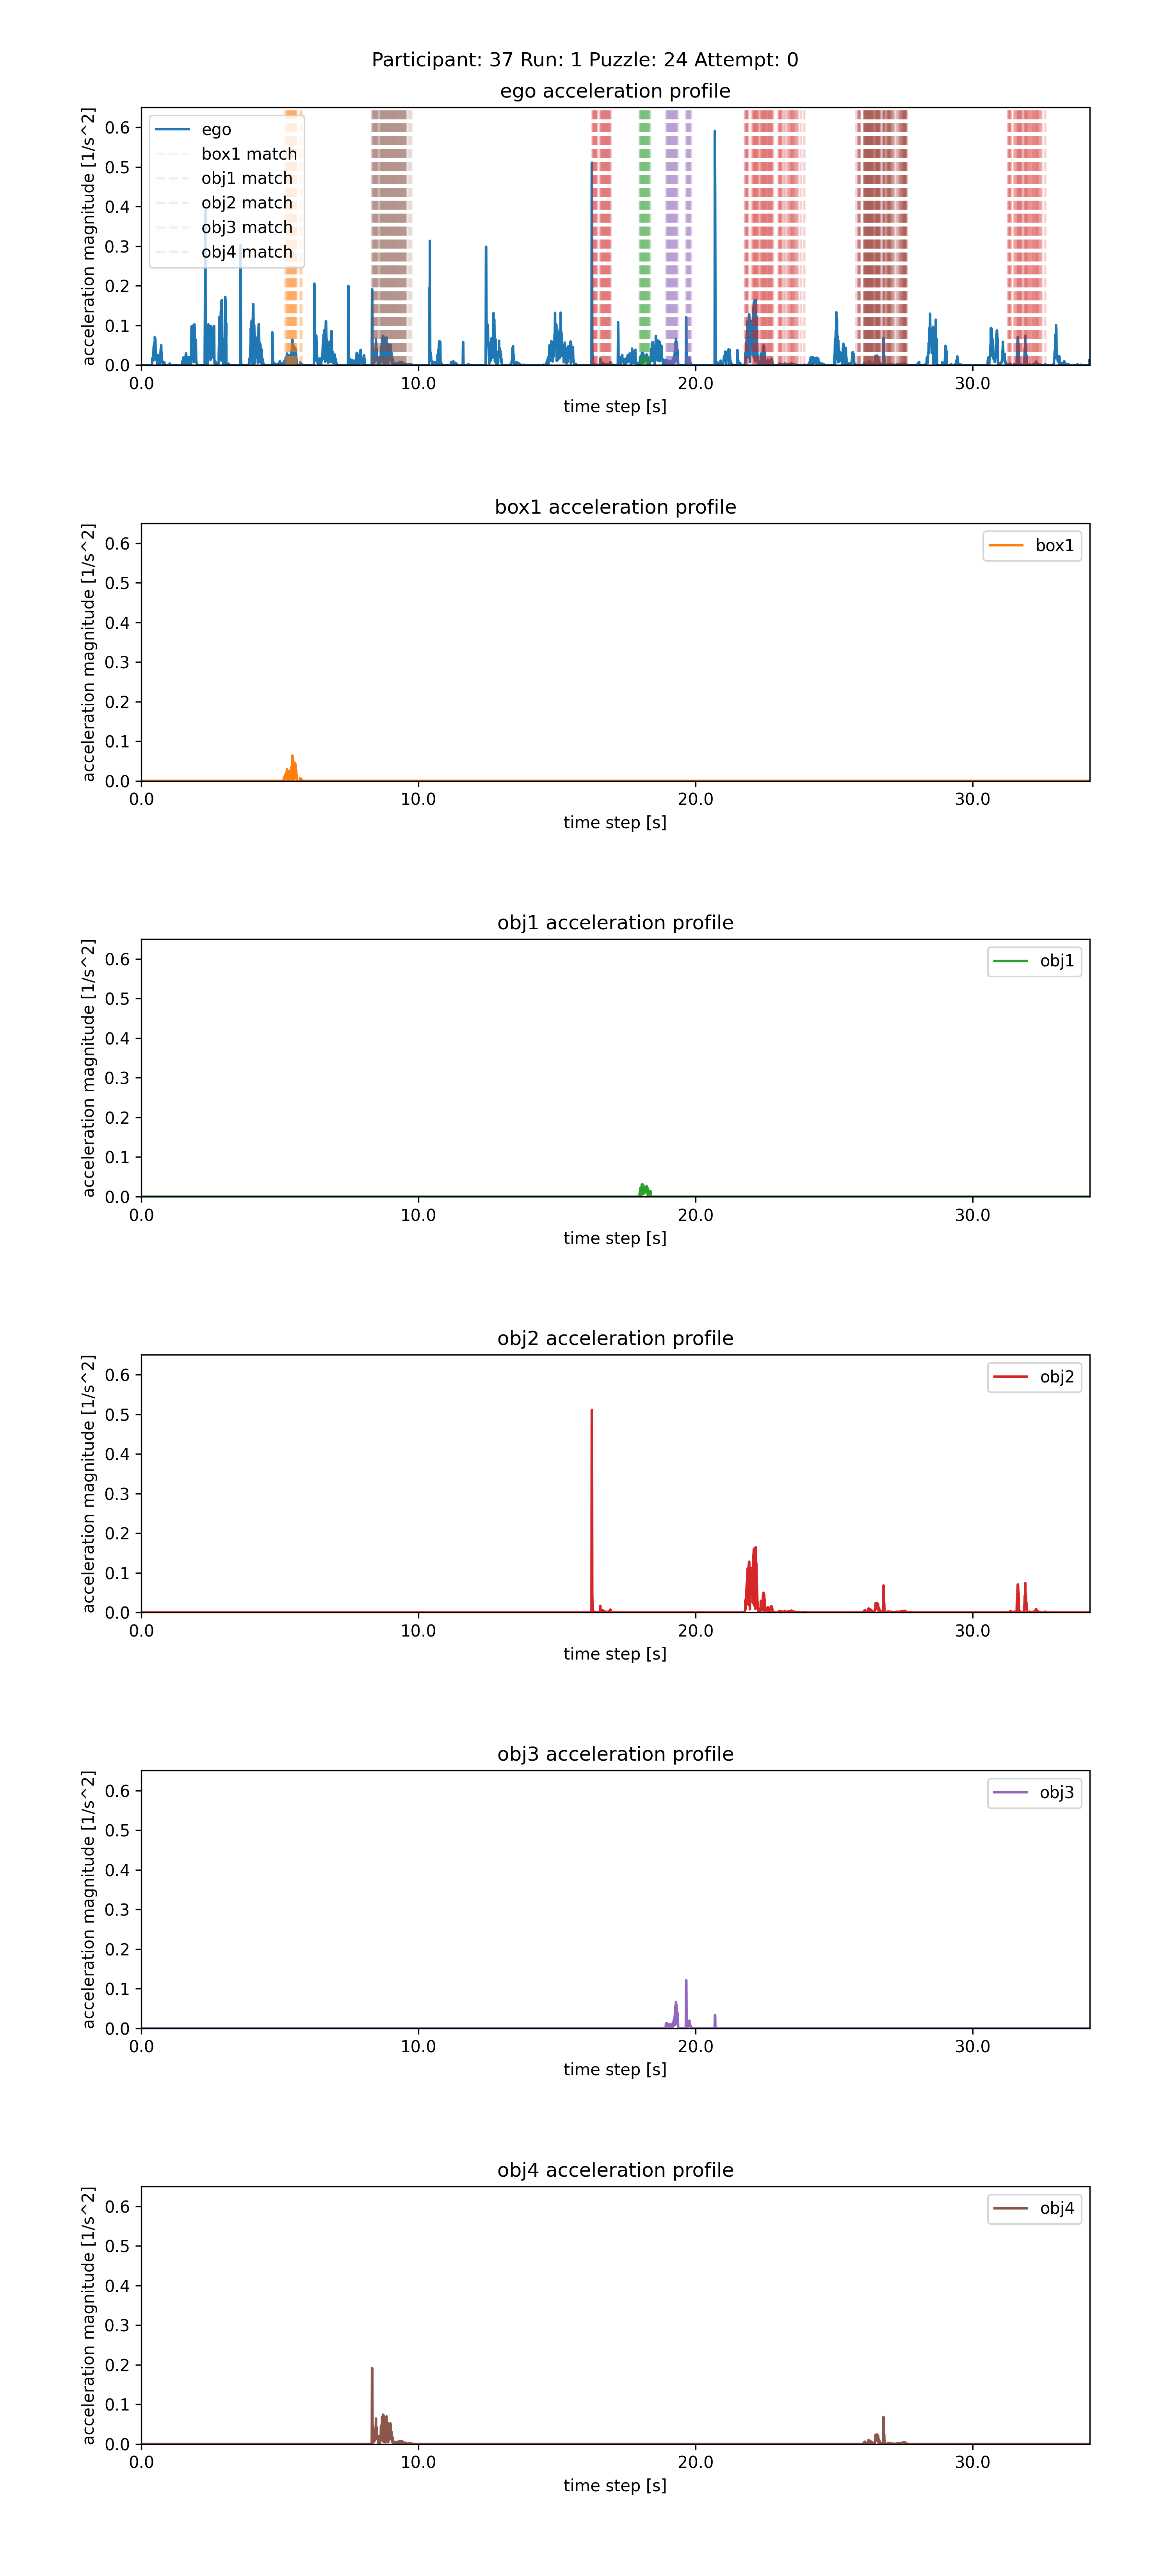 Participant: 37 Run: 1 Puzzle: 24 Attempt: 0
ego acceleration profile
acceleration magnitude [1/s^2]
0.6
0.5
0.4
0.3
0.2
0.1
0.0
ego
box1 match
obj1 match
obj2 match
obj3 match
obj4 match
0.0 10.0 20.0 30.0
time step [s]
box1 acceleration profile
acceleration magnitude [1/s^2]
0.6
0.5
0.4
0.3
0.2
0.1
0.0
box1
0.0 10.0 20.0 30.0
time step [s]
obj1 acceleration profile
acceleration magnitude [1/s^2]
0.6
0.5
0.4
0.3
0.2
0.1
0.0
obj1
0.0 10.0 20.0 30.0
time step [s]
obj2 acceleration profile
acceleration magnitude [1/s^2]
0.6
0.5
0.4
0.3
0.2
0.1
0.0
obj2
0.0 10.0 20.0 30.0
time step [s]
obj3 acceleration profile
acceleration magnitude [1/s^2]
0.6
0.5
0.4
0.3
0.2
0.1
0.0
obj3
0.0 10.0 20.0 30.0
time step [s]
obj4 acceleration profile
acceleration magnitude [1/s^2]
0.6
0.5
0.4
0.3
0.2
0.1
0.0
obj4
0.0 10.0 20.0 30.0
time step [s]